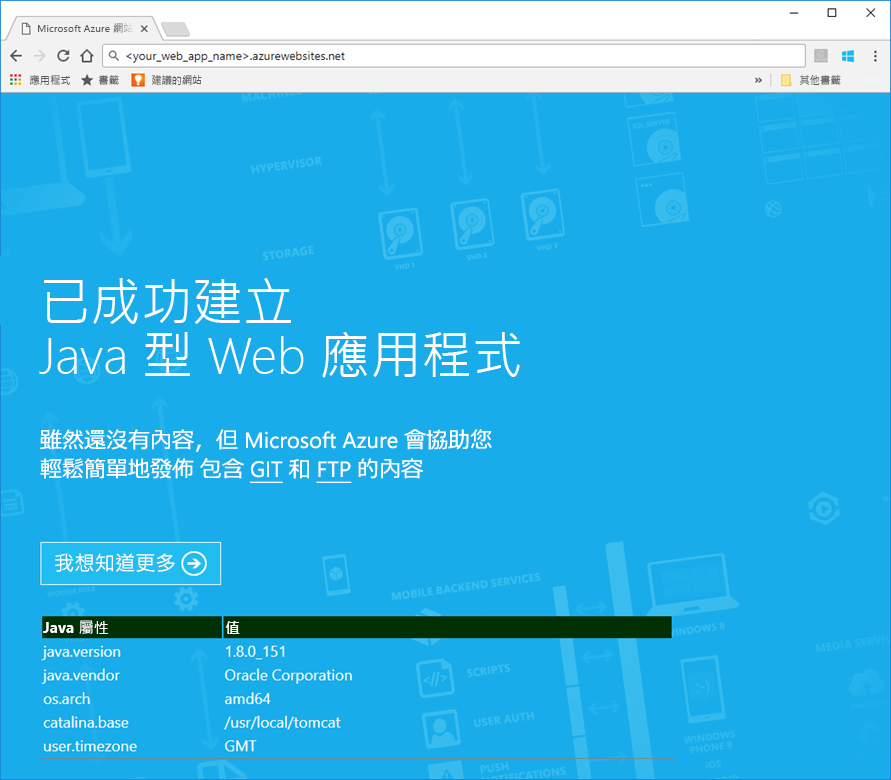 Microsoft Azure 網站
<your_web_app_name>.azurewebsites.net
應用程式 書籤 建議的網站 » 其他書籤
MACHINES
SQL SERVER
HYPERVISOR
STORAGE
VHD 1 VHD 2 VHD 3
已成功建立
Java 型 Web 應用程式
雖然還沒有內容，但 Microsoft Azure 會協助您
輕鬆簡單地發佈 包含 GIT 和 FTP 的內容
我想知道更多
WORKER ROLE
MOBILE BACKEND SERVICES
WINDOWS 8
MEDIA SERV
Java 屬性 值
java.version 1.8.0_151
java.vendor Oracle Corporation
os.arch amd64
catalina.base /usr/local/tomcat
user.timezone GMT
SCRIPTS
USER AUTH
WINDOWS
PHONE 8
iOS
PUSH
NOTIFICATIONS